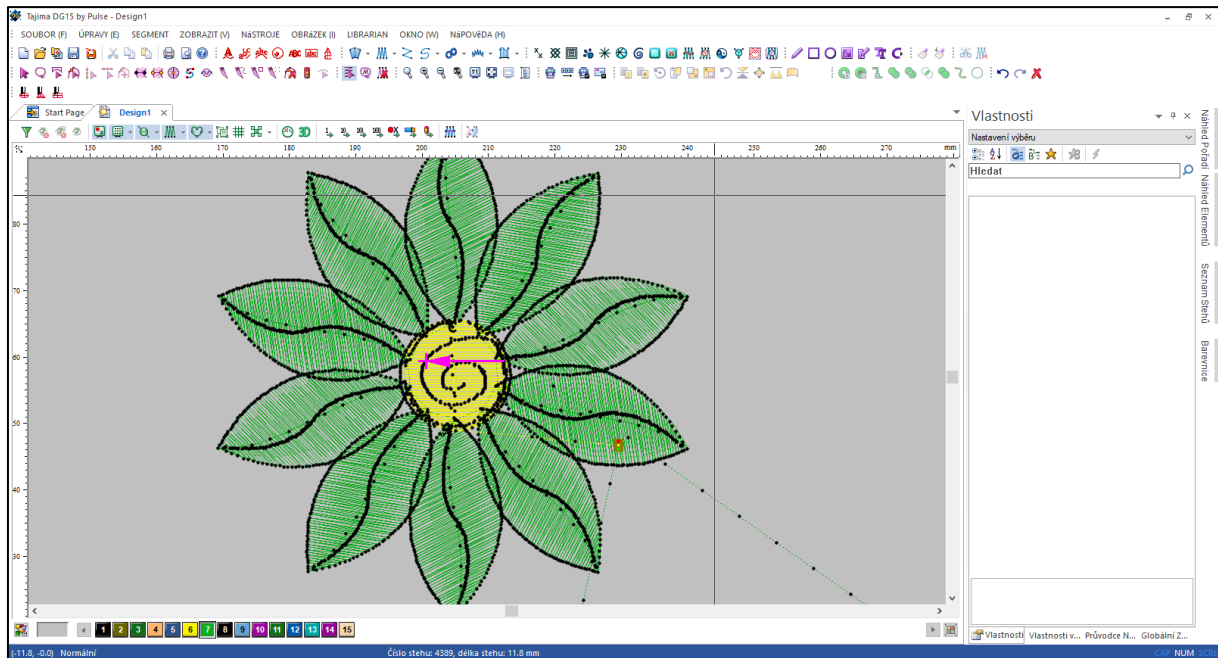 Tajima DG15 by Pulse - Design1
SOUBOR (F) ÚPRAVY (E) SEGMENT ZOBRAZIT (V) NáSTROJE OBRÁZEK (I) LIBRARIAN OKNO (W) NáPOVěDA (H)
Start Page Design1
Vlastnosti
Nastavení výběru
Hledat
3D
150 160 170 180 190 200 210 220 230 240 250 260 270 mm
80
70
60
50
40
30
Náhled Pořadí
Náhled Elementů
Seznam Stehů
Barevnice
1 2 3 4 5 6 7 8 9 10 11 12 13 14 15
Vlastnosti Vlastnosti v... Průvodce N... Globální Z...
(-11.8, -0.0) Normální Číslo stehu: 4389, délka stehu: 11.8 mm CAP NUM SCRL